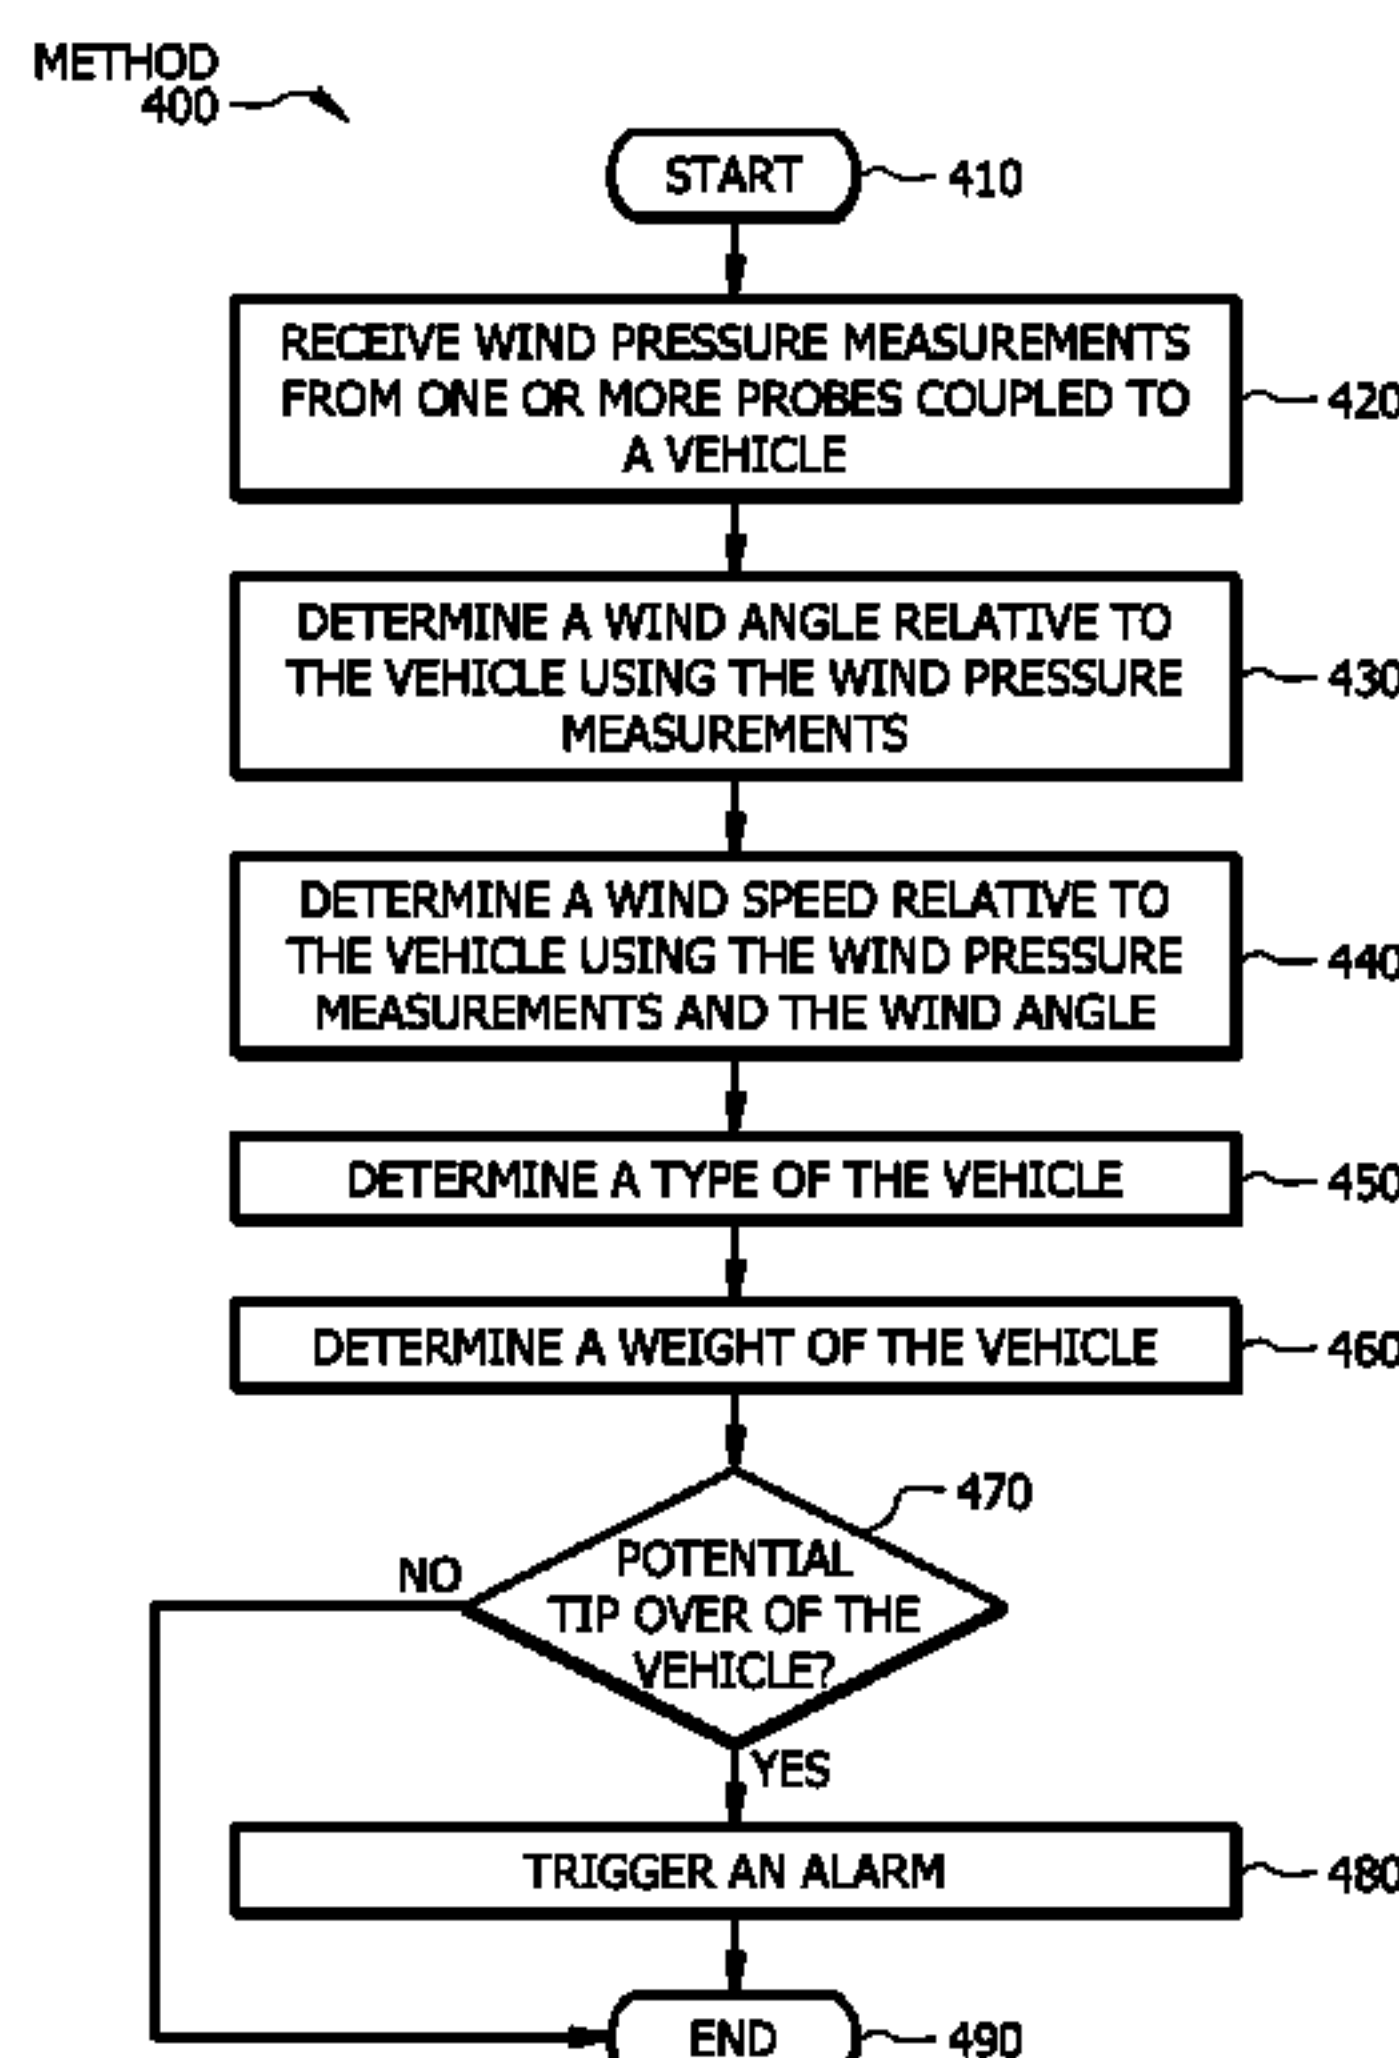 METHOD
400
START
410
RECEIVE WIND PRESSURE MEASUREMENTS
FROM ONE OR MORE PROBES COUPLED TO
A VEHICLE
420
DETERMINE A WIND ANGLE RELATIVE TO
THE VEHICLE USING THE WIND PRESSURE
MEASUREMENTS
430
DETERMINE A WIND SPEED RELATIVE TO
THE VEHICLE USING THE WIND PRESSURE
MEASUREMENTS AND THE WIND ANGLE
440
DETERMINE A TYPE OF THE VEHICLE
450
DETERMINE A WEIGHT OF THE VEHICLE
460
470
POTENTIAL
TIP OVER OF THE
VEHICLE?
NO
YES
TRIGGER AN ALARM
480
END
490